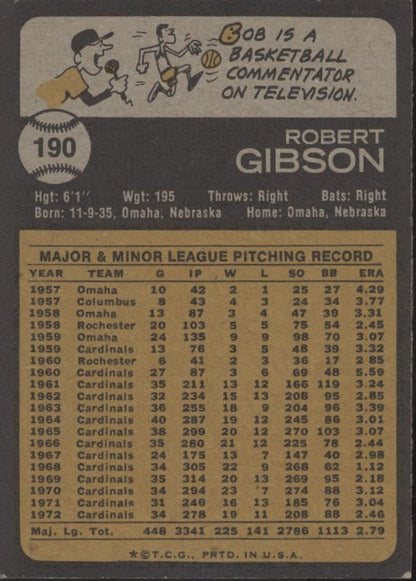 BOB IS A
BASKETBALL
COMMENTATOR
ON TELEVISION.
190
ROBERT
GIBSON
Hgt: 6'1" Wgt: 195 Throws: Right Bats: Right
Born: 11-9-35, Omaha, Nebraska Home: Omaha, Nebraska
MAJOR & MINOR LEAGUE PITCHING RECORD
YEAR TEAM G IP W L SO BB ERA
1957 Omaha 10 42 2 1 25 27 4.29
1957 Columbus 8 43 4 3 24 34 3.77
1958 Omaha 13 87 3 4 47 39 3.31
1958 Rochester 20 103 5 5 75 54 2.45
1959 Omaha 24 135 9 9 98 70 3.07
1959 Cardinals 13 76 3 5 48 39 3.32
1960 Rochester 6 41 2 3 36 17 2.85
1960 Cardinals 27 87 3 6 69 48 5.59
1961 Cardinals 35 211 13 12 166 119 3.24
1962 Cardinals 32 234 15 13 208 95 2.85
1963 Cardinals 36 255 18 9 204 96 3.39
1964 Cardinals 40 287 19 12 245 86 3.01
1965 Cardinals 38 299 20 12 270 103 3.07
1966 Cardinals 35 280 21 12 225 78 2.44
1967 Cardinals 24 175 13 7 147 40 2.98
1968 Cardinals 34 305 22 9 268 62 1.12
1969 Cardinals 35 314 20 13 269 95 2.18
1970 Cardinals 34 294 23 7 274 88 3.12
1971 Cardinals 31 246 16 13 185 76 3.04
1972 Cardinals 34 278 19 11 208 88 2.46
Maj. Lg. Tot. 448 3341 225 141 2786 1113 2.79
*©T.C.G., PRTD. IN U.S.A.